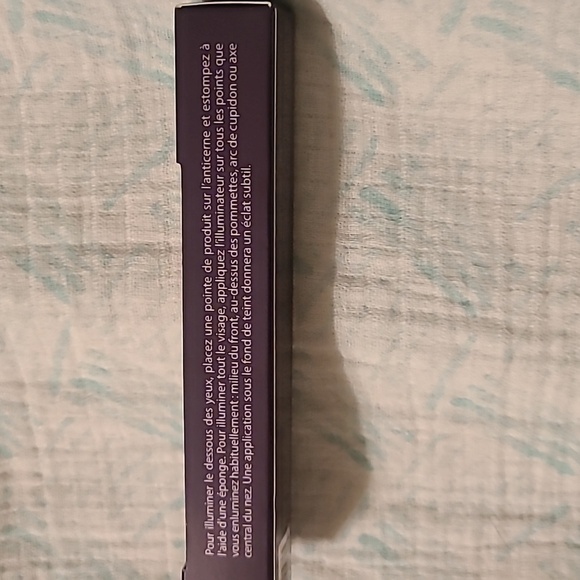 Pour illuminer le dessous des yeux, placez une pointe de produit sur l'anticerne et estompez à
l'aide d'une éponge. Pour illuminer tout le visage, appliquez l'illuminateur sur tous les points que
vous enluminez habituellement : milieu du front, au-dessus des pommettes, arc de cupidon ou axe
central du nez. Une application sous le fond de teint donnera un éclat subtil.